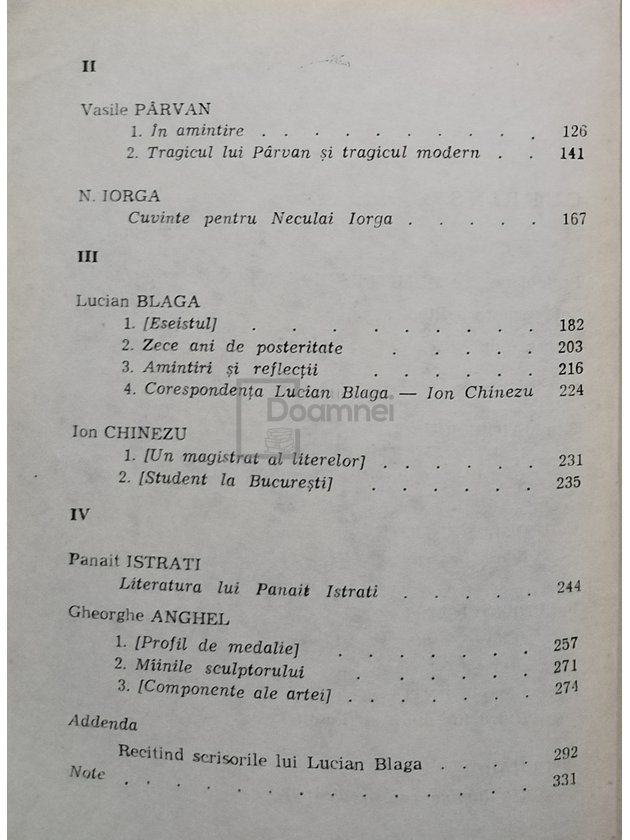 II
Vasile PÂRVAN
1. În amintire . . . . . . . . . . 126
2. Tragicul lui Pârvan și tragicul modern . . 141
N. IORGA
Cuvinte pentru Neculai Iorga . . . . . 167
III
Lucian BLAGA
1. [Eseistul] . . . . . . . . . 182
2. Zece ani de posteritate . . . . . 203
3. Amintiri și reflecții . . . . . . 216
4. Corespondența Lucian Blaga — Ion Chinezu 224
Doamnei
Ion CHINEZU
1. [Un magistrat al literelor] . . . . . . 231
2. [Student la București] . . . . . . 235
IV
Panait ISTRATI
Literatura lui Panait Istrati . . . . . 244
Gheorghe ANGHEL
1. [Profil de medalie] . . . . . . . 257
2. Mîinile sculptorului . . . . . . 271
3. [Componente ale artei] . . . . . . 274
Addenda
Recitind scrisorile lui Lucian Blaga . . . . 292
Note . . . . . . . . . . . . . . 331